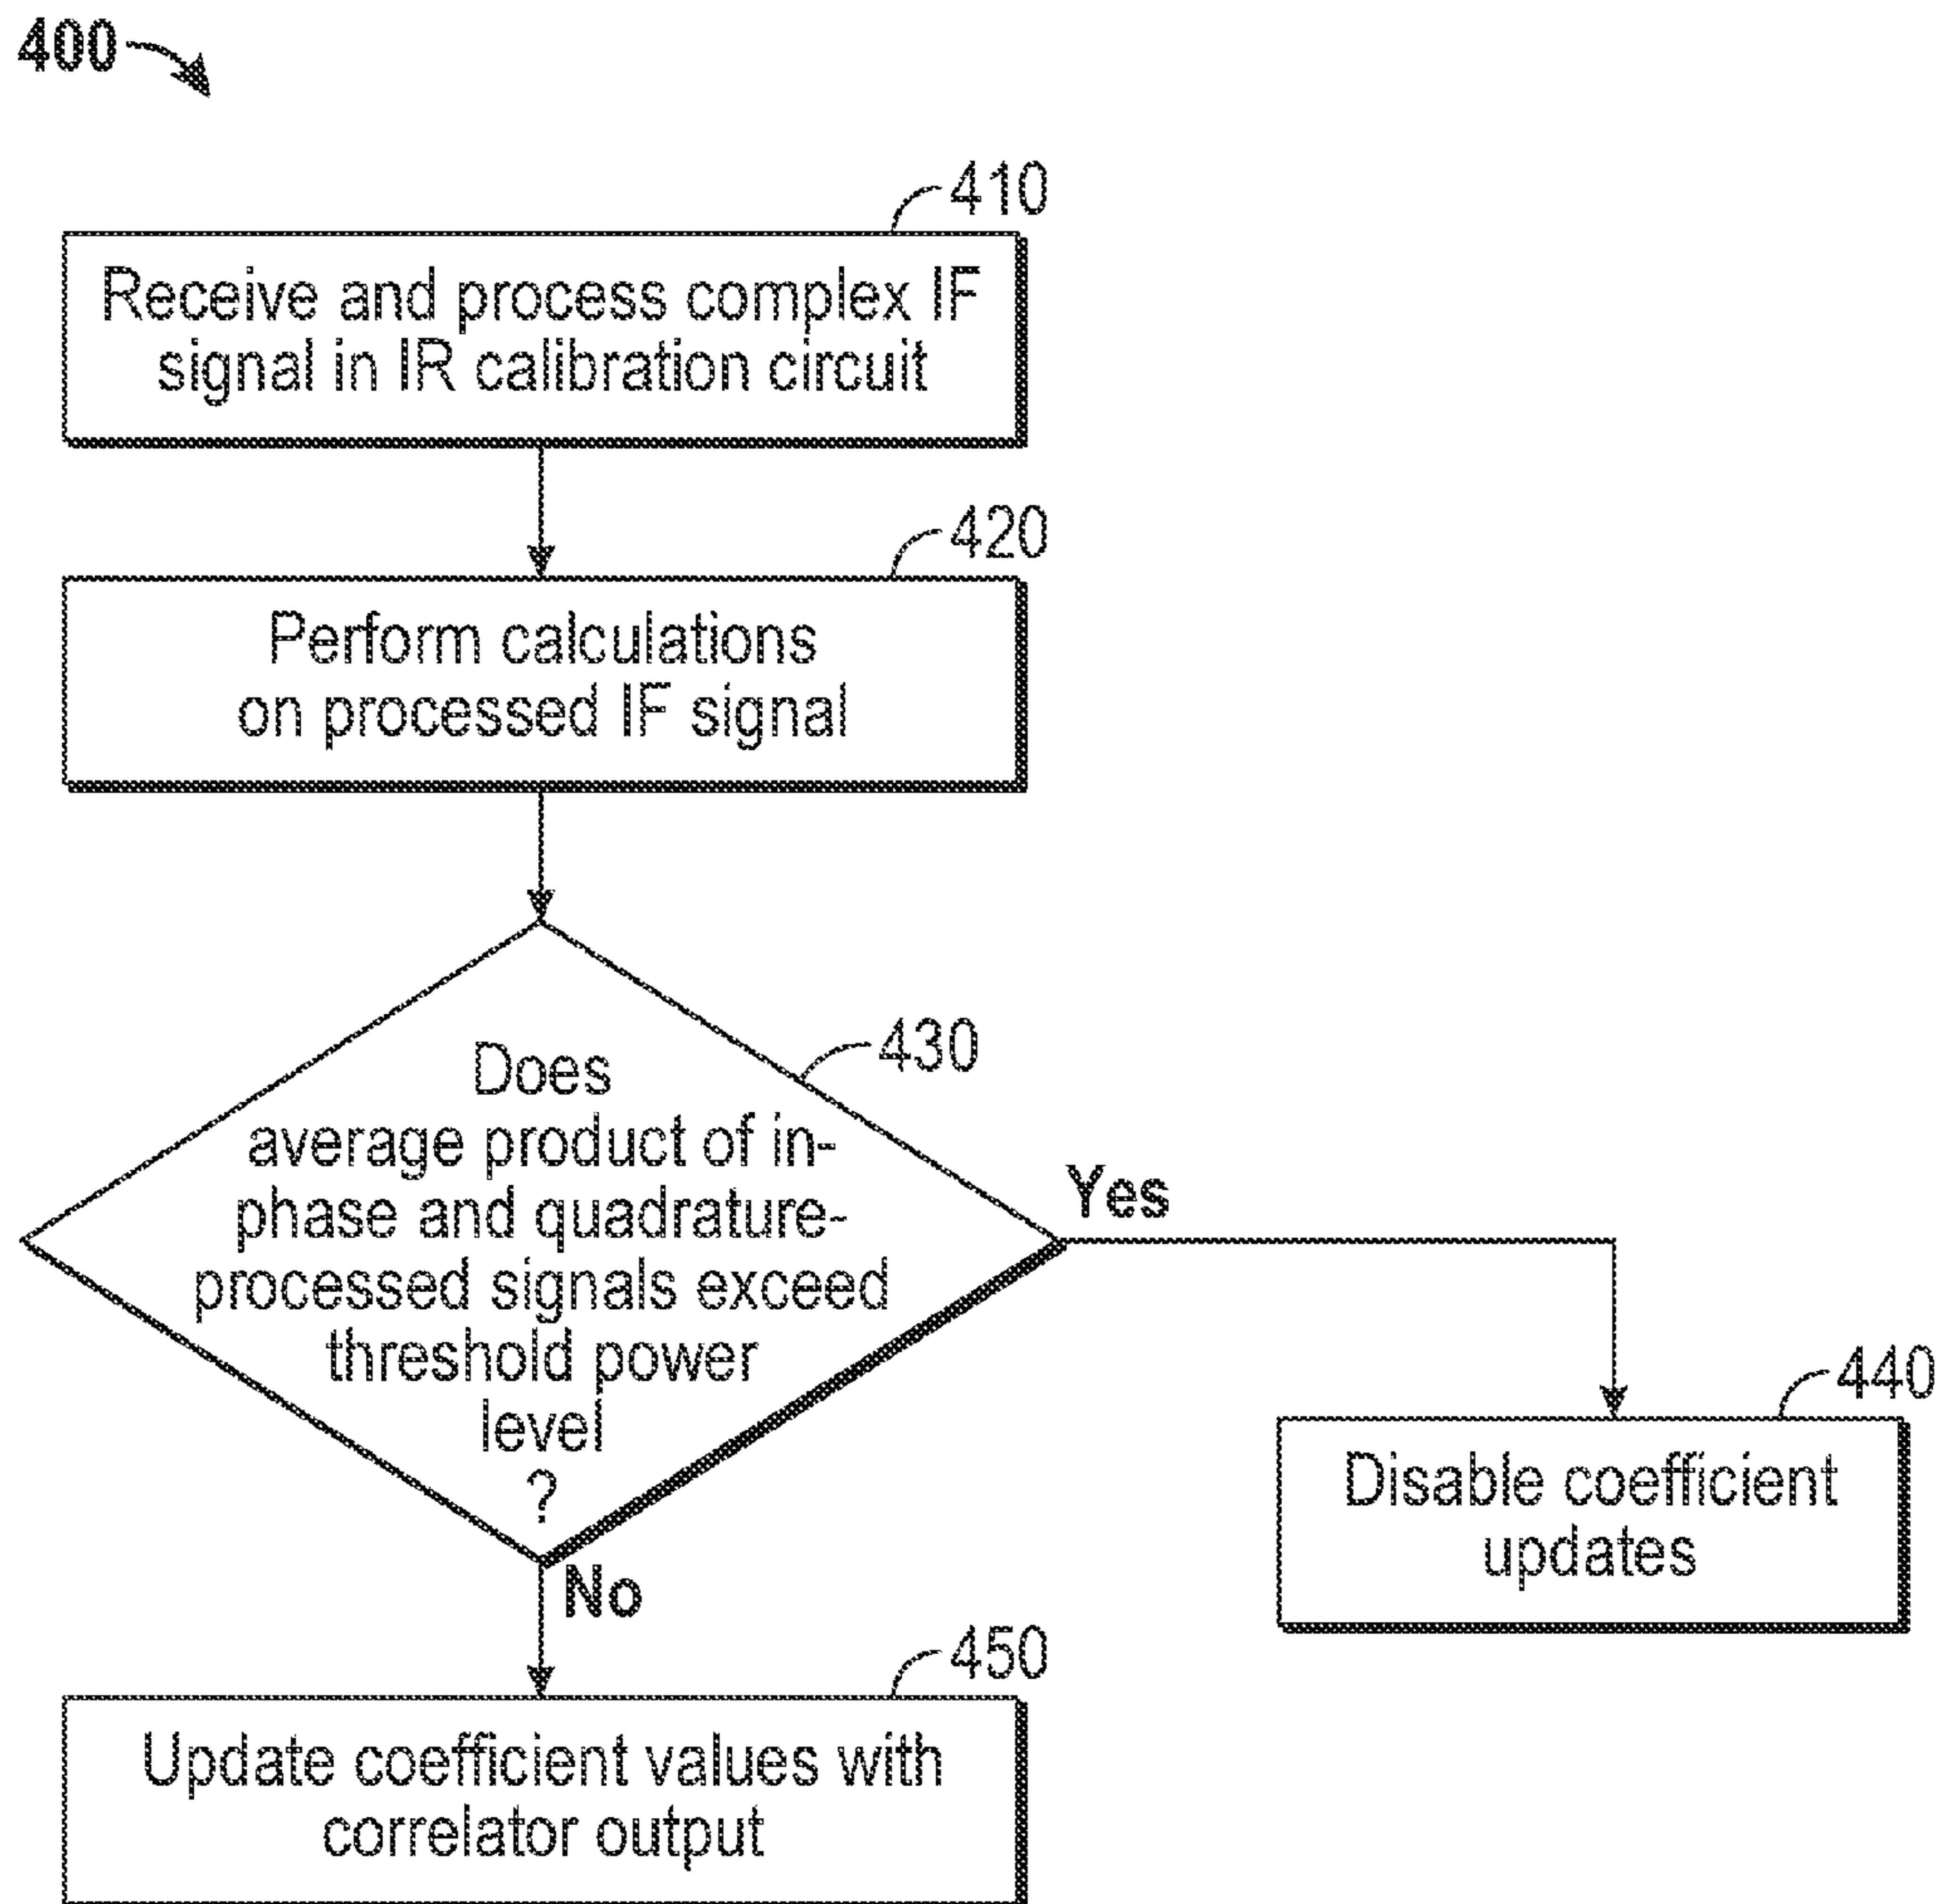 400
410
Receive and process complex IF
signal in IR calibration circuit
420
Perform calculations
on processed IF signal
430
Does
average product of in-
phase and quadrature-
processed signals exceed
threshold power
level
?
Yes
440
Disable coefficient
updates
No
450
Update coefficient values with
correlator output